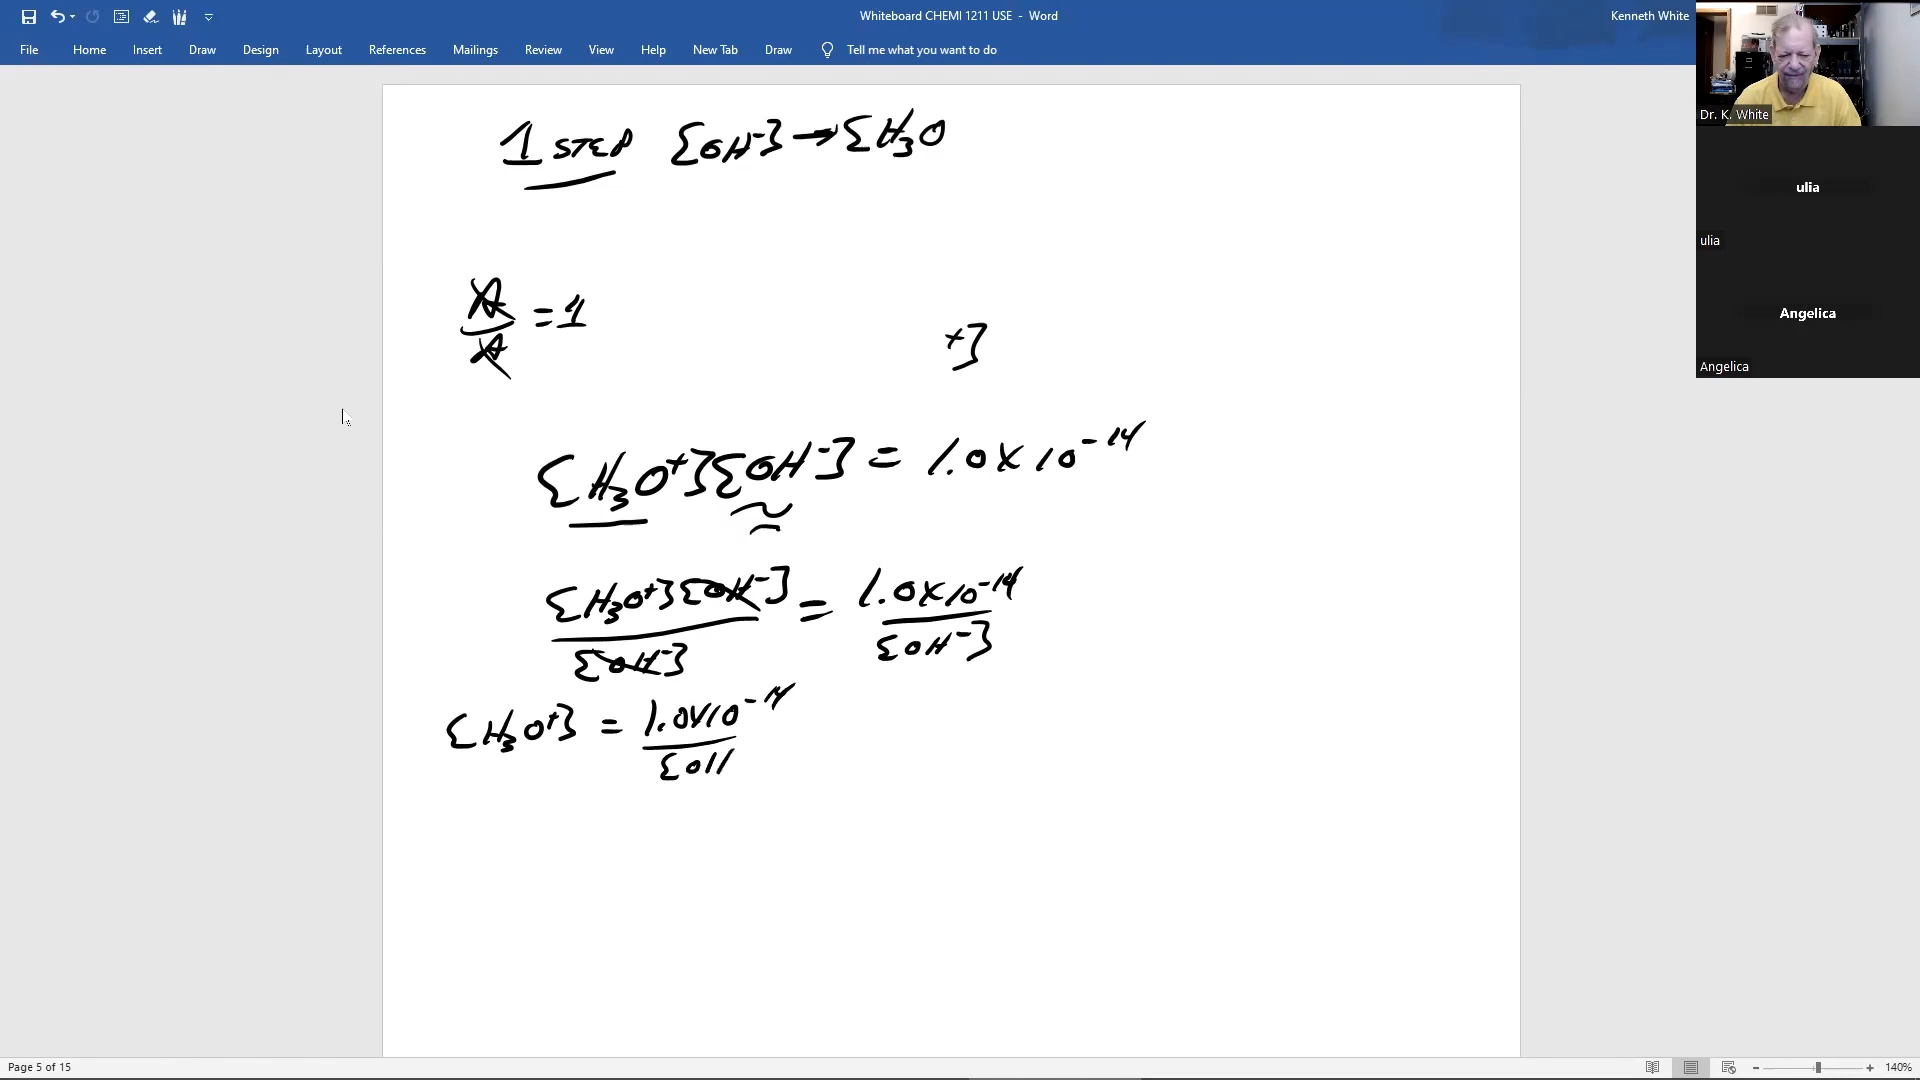 Whiteboard CHEMI 1211 USE - Word
Kenneth White
File Home Insert Draw Design Layout References Mailings Review View Help New Tab Draw Tell me what you want to do
Dr. K. White
ulia
ulia
Angelica
Angelica
1 STEP [OH⁻] → [H₃O
A/A = 1
+]
[H₃O⁺][OH⁻] = 1.0 X 10⁻¹⁴
[H₃O⁺][OH⁻]/[OH⁻] = 1.0X10⁻¹⁴/[OH⁻]
[H₃O⁺] = 1.0X10⁻¹⁴/[OH
Page 5 of 15
140%